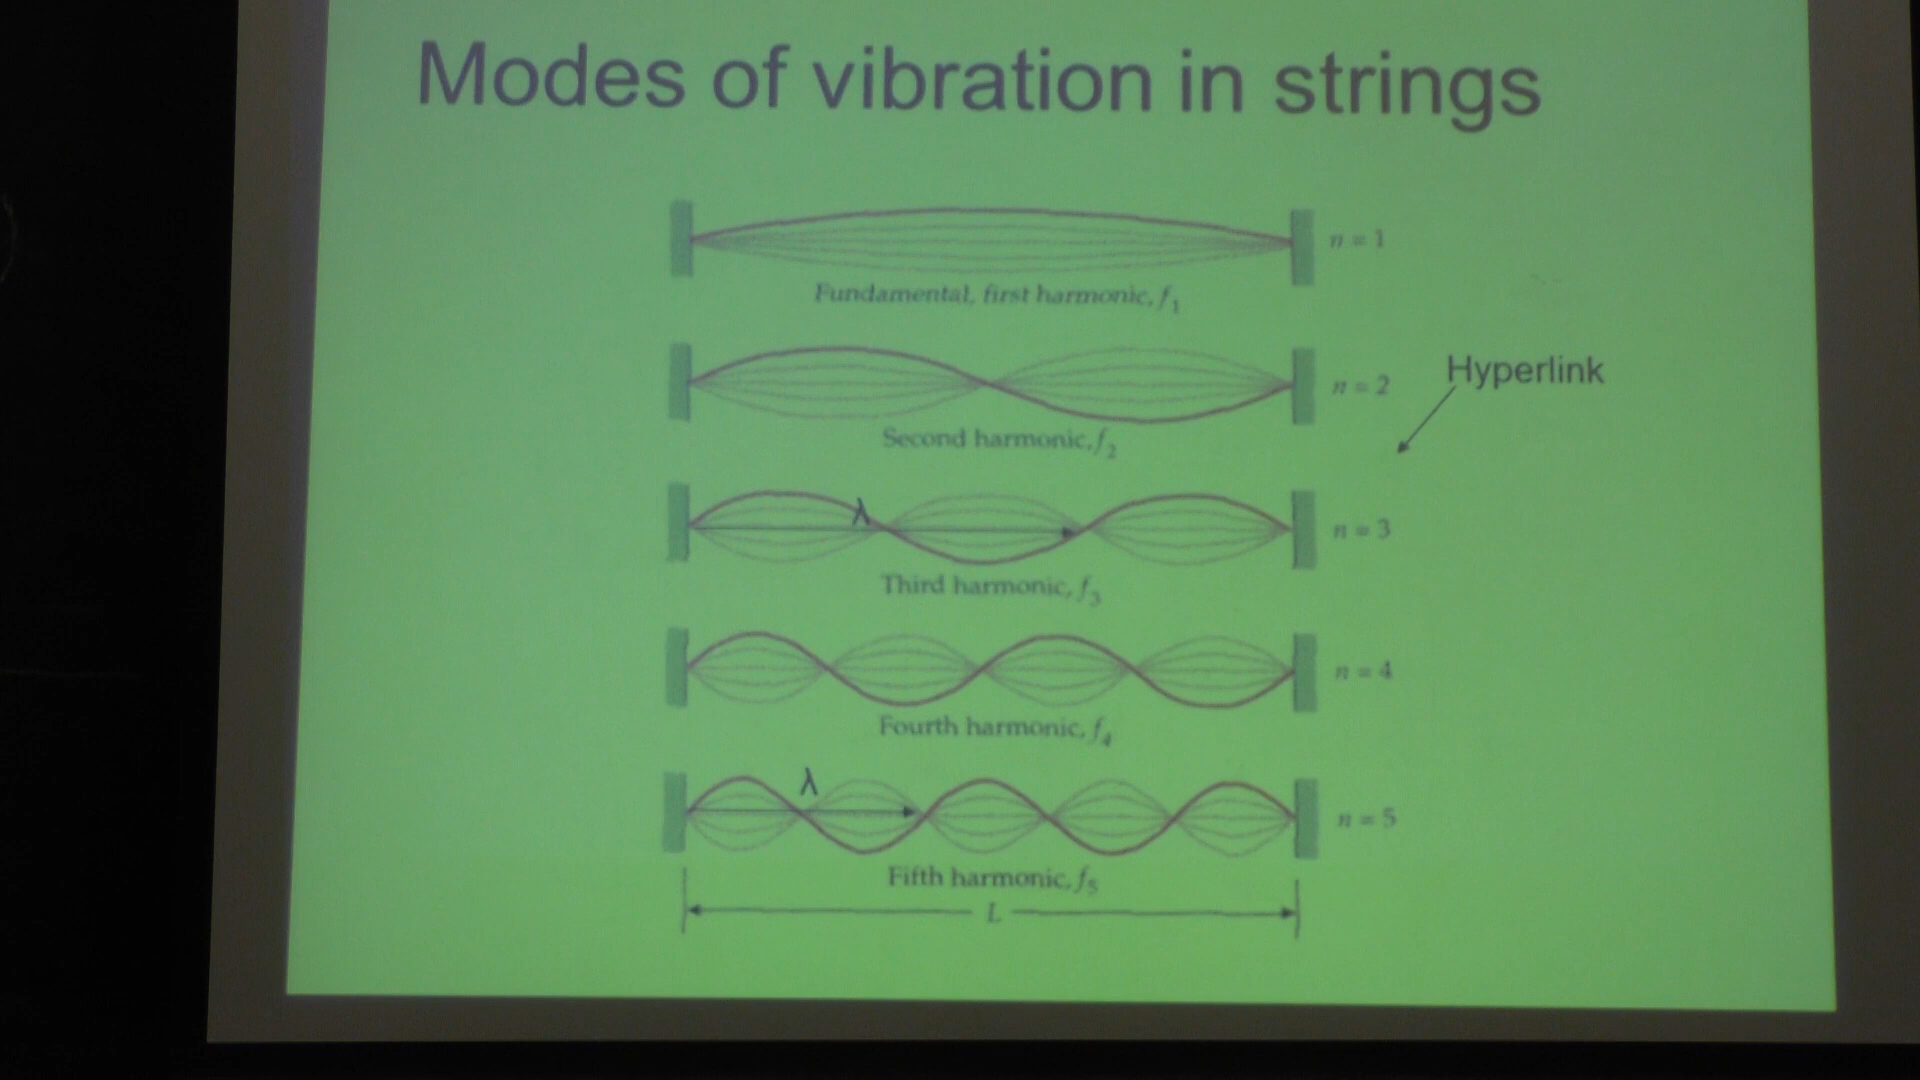 Modes of vibration in strings
n = 1
Fundamental, first harmonic, f1
n = 2
Hyperlink
Second harmonic, f2
λ
n = 3
Third harmonic, f3
n = 4
Fourth harmonic, f4
λ
n = 5
Fifth harmonic, f5
L